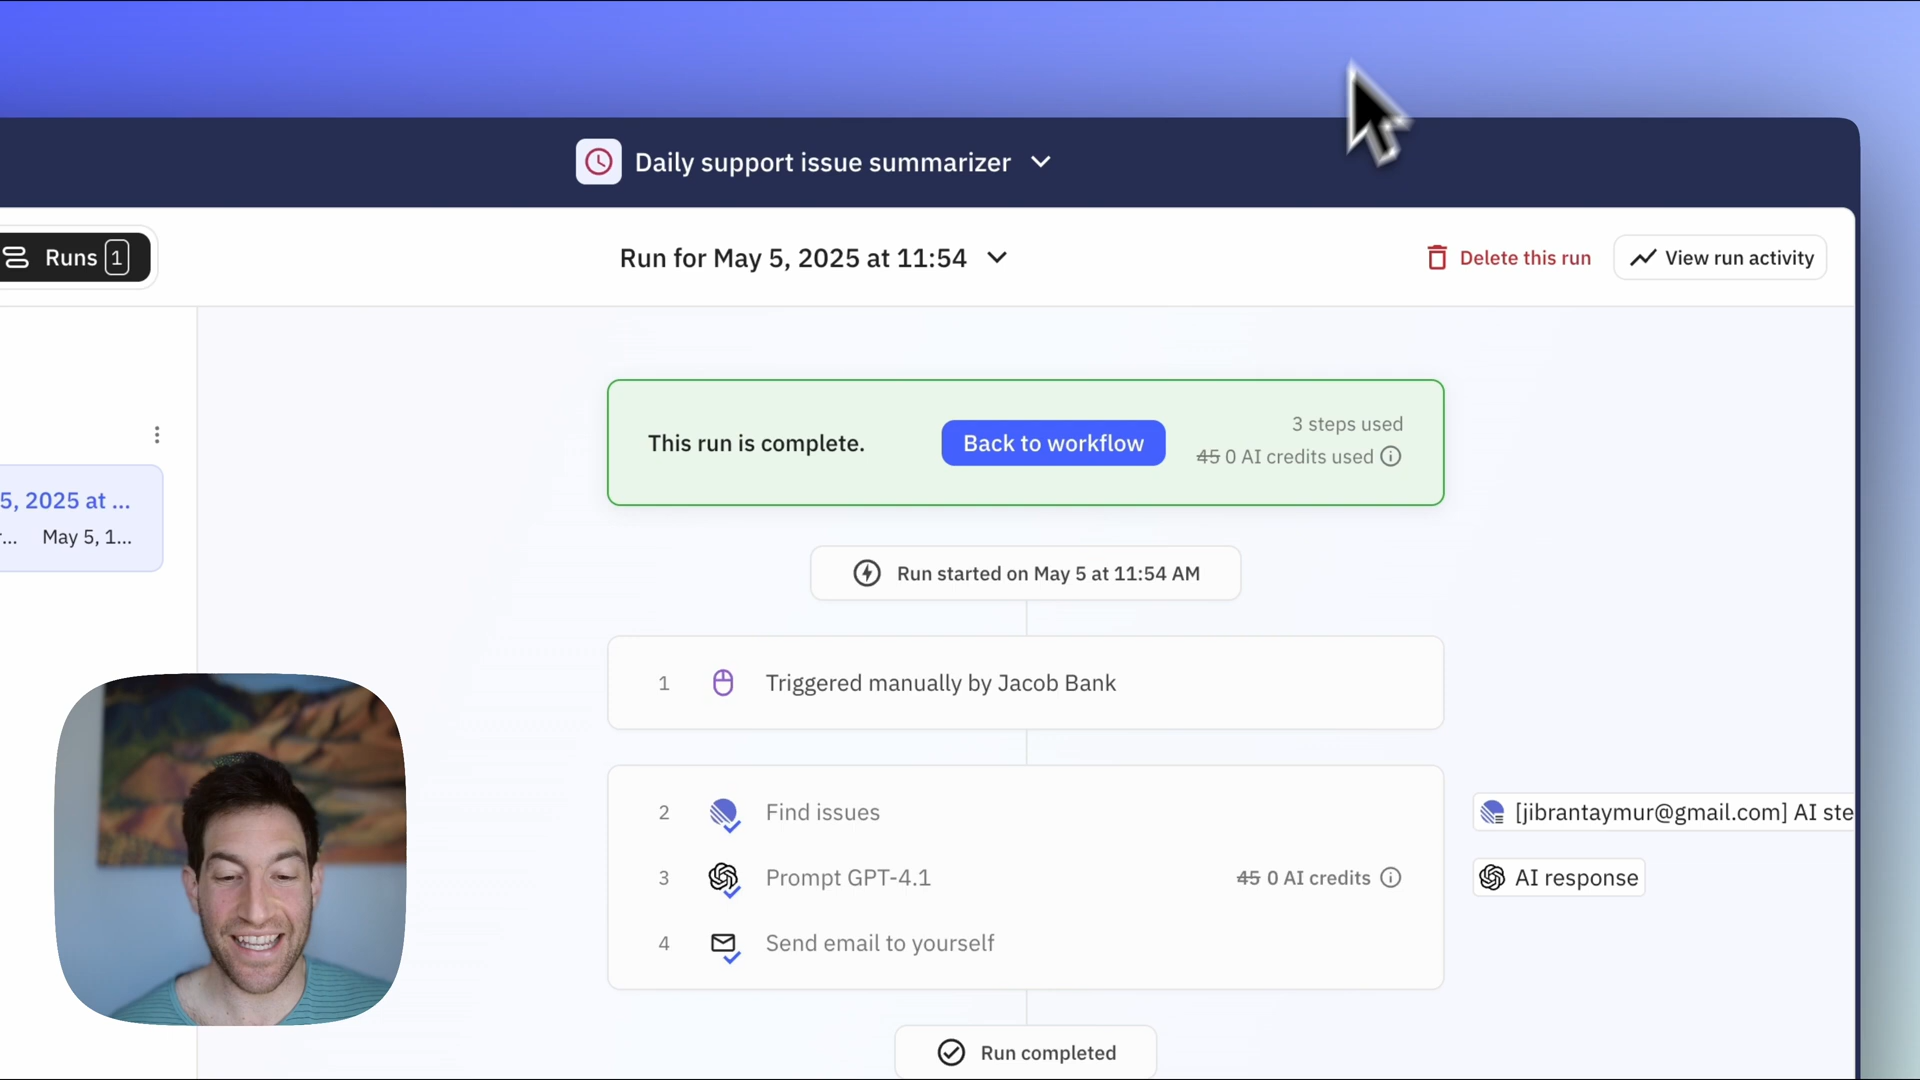 Daily support issue summarizer
Runs 1
Run for May 5, 2025 at 11:54
Delete this run
View run activity
5, 2025 at ...
May 5, 1...
This run is complete.
Back to workflow
3 steps used
45 0 AI credits used
Run started on May 5 at 11:54 AM
1 Triggered manually by Jacob Bank
2 Find issues
[jibrantaymur@gmail.com] AI ste
3 Prompt GPT-4.1
45 0 AI credits
AI response
4 Send email to yourself
Run completed